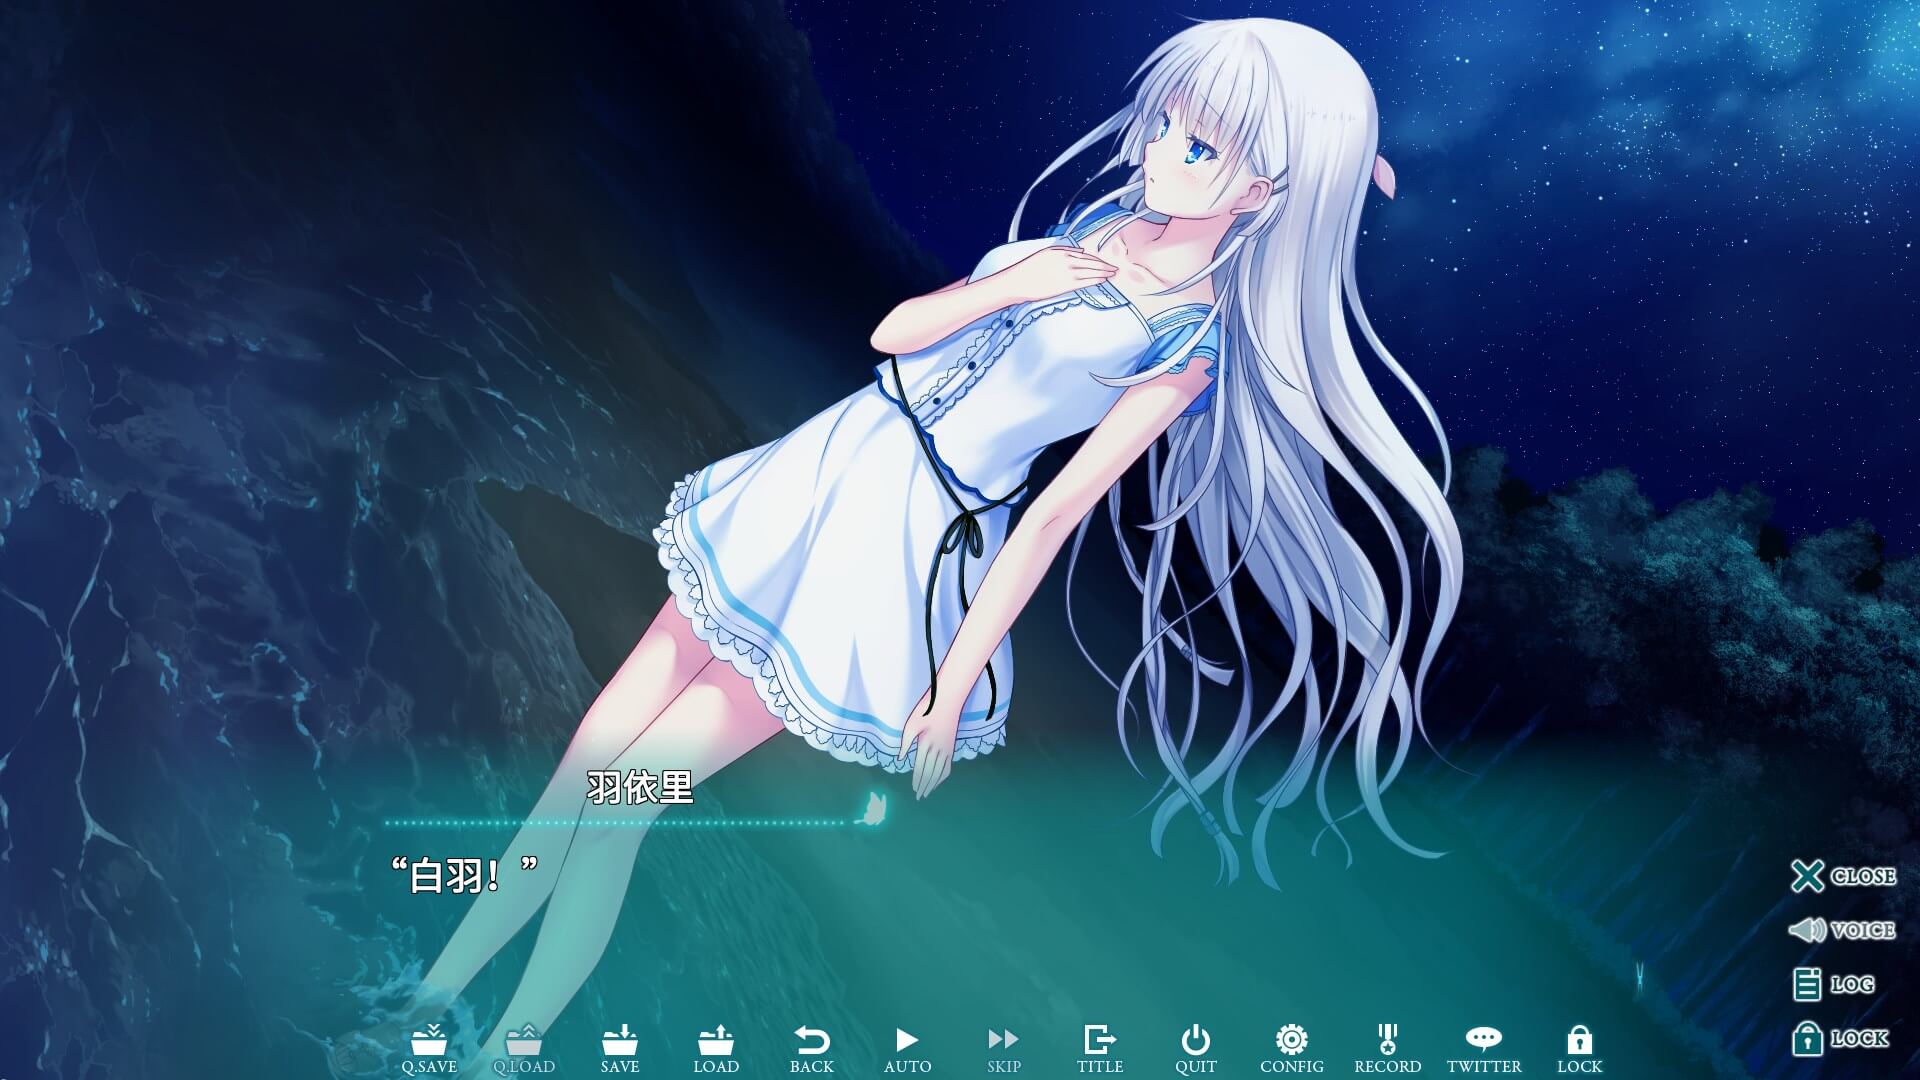 羽依里
“白羽！”
CLOSE
VOICE
LOG
LOCK
Q.SAVE Q.LOAD SAVE LOAD BACK AUTO SKIP TITLE QUIT CONFIG RECORD TWITTER LOCK